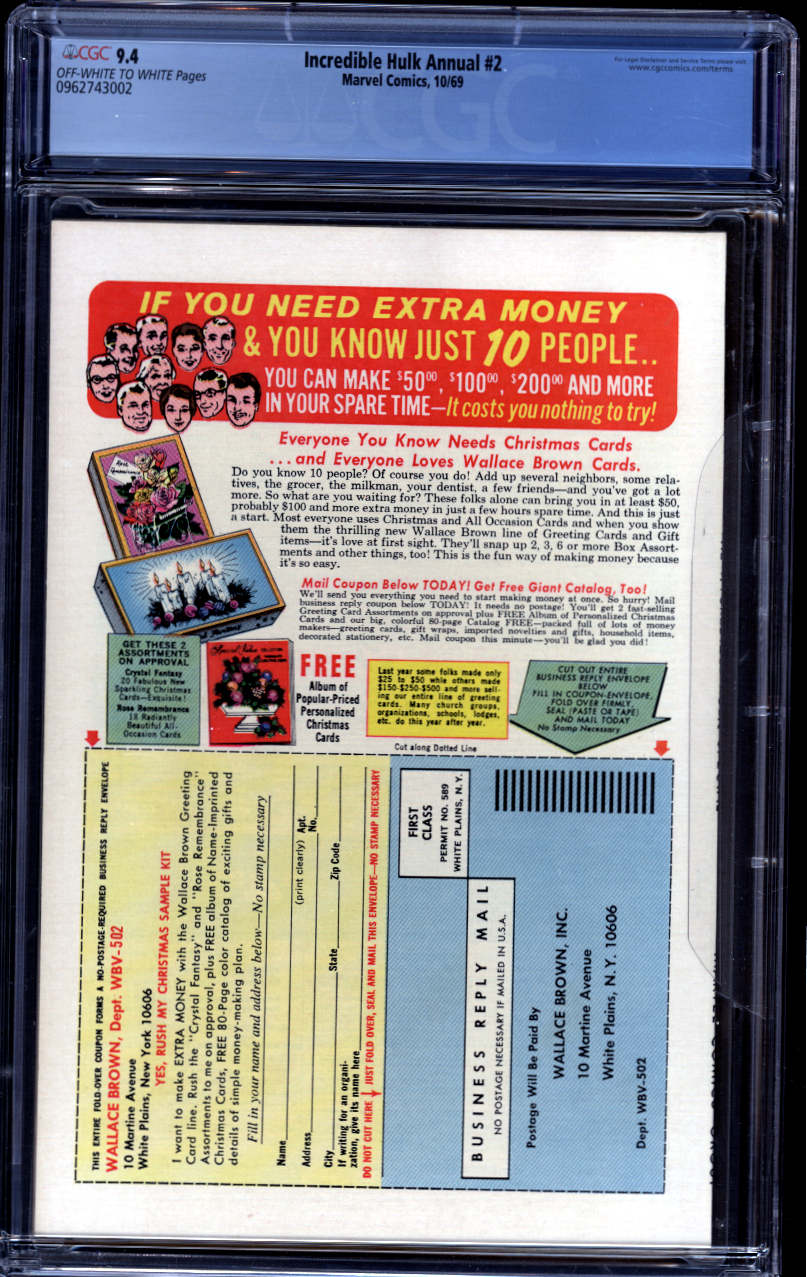 CGC 9.4
OFF-WHITE TO WHITE Pages
0962743002
Incredible Hulk Annual #2
Marvel Comics, 10/69
For Legal Disclaimer and Service Terms please visit
www.cgccomics.com/terms
CGC
IF YOU NEED EXTRA MONEY
& YOU KNOW JUST 10 PEOPLE..
YOU CAN MAKE $50⁰⁰, $100⁰⁰, $200⁰⁰ AND MORE
IN YOUR SPARE TIME—It costs you nothing to try!
Everyone You Know Needs Christmas Cards
...and Everyone Loves Wallace Brown Cards.
Do you know 10 people? Of course you do! Add up several neighbors, some rela-
tives, the grocer, the milkman, your dentist, a few friends—and you've got a lot
more. So what are you waiting for? These folks alone can bring you in at least $50,
probably $100 and more extra money in just a few hours spare time. And this is just
a start. Most everyone uses Christmas and All Occasion Cards and when you show
them the thrilling new Wallace Brown line of Greeting Cards and Gift
items—it's love at first sight. They'll snap up 2, 3, 6 or more Box Assort-
ments and other things, too! This is the fun way of making money because
it's so easy.
Mail Coupon Below TODAY! Get Free Giant Catalog, Too!
We'll send you everything you need to start making money at once. So hurry! Mail
business reply coupon below TODAY! It needs no postage! You'll get 2 fast-selling
Greeting Card Assortments on approval plus FREE Album of Personalized Christmas
Cards and our big, colorful 80-page Catalog FREE—packed full of lots of money
makers—greeting cards, gift wraps, imported novelties and gifts, household items,
decorated stationery, etc. Mail coupon this minute—you'll be glad you did!
GET THESE 2
ASSORTMENTS
ON APPROVAL
Crystal Fantasy
20 Fabulous New
Sparkling Christmas
Cards—Exquisite!
Rose Remembrance
18 Radiantly
Beautiful All-
Occasion Cards
FREE
Album of
Popular-Priced
Personalized
Christmas
Cards
Last year some folks made only
$25 to $50 while others made
$150-$250-$500 and more sell-
ing our entire line of greeting
cards. Many church groups,
organizations, schools, lodges,
etc. do this year after year.
CUT OUT ENTIRE
BUSINESS REPLY ENVELOPE
BELOW
FILL IN COUPON-ENVELOPE,
FOLD OVER FIRMLY
SEAL (PASTE OR TAPE)
AND MAIL TODAY
No Stamp Necessary
Cut along Dotted Line
THIS ENTIRE FOLD-OVER COUPON FORMS A NO-POSTAGE-REQUIRED BUSINESS REPLY ENVELOPE
WALLACE BROWN, Dept. WBV-502
10 Martine Avenue
White Plains, New York 10606
YES, RUSH MY CHRISTMAS SAMPLE KIT
I want to make EXTRA MONEY with the Wallace Brown Greeting
Card line. Rush the "Crystal Fantasy" and "Rose Remembrance"
Assortments to me on approval, plus FREE album of Name-Imprinted
Christmas Cards, FREE 80-Page color catalog of exciting gifts and
details of simple money-making plan.
Fill in your name and address below—No stamp necessary
Name
(print clearly)
Address
Apt. No.
City
State
Zip Code
If writing for an organi-
zation, give its name here
DO NOT CUT HERE JUST FOLD OVER, SEAL AND MAIL THIS ENVELOPE—NO STAMP NECESSARY
FIRST
CLASS
PERMIT NO. 589
WHITE PLAINS, N.Y.
BUSINESS REPLY MAIL
NO POSTAGE NECESSARY IF MAILED IN U.S.A.
Postage Will Be Paid By
WALLACE BROWN, INC.
10 Martine Avenue
White Plains, N. Y. 10606
Dept. WBV-502